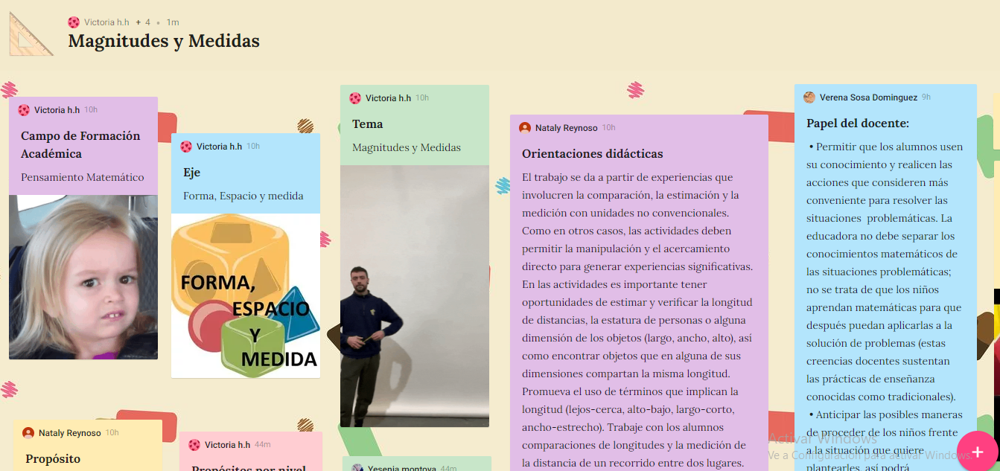 Victoria h.h + 4 • 1m
Magnitudes y Medidas
Victoria h.h 10h
Campo de Formación
Académica
Pensamiento Matemático
Victoria h.h 10h
Eje
Forma, Espacio y medida
FORMA,
ESPACIO
Y
MEDIDA
Victoria h.h 10h
Tema
Magnitudes y Medidas
Nataly Reynoso 10h
Orientaciones didácticas
El trabajo se da a partir de experiencias que
involucren la comparación, la estimación y la
medición con unidades no convencionales.
Como en otros casos, las actividades deben
permitir la manipulación y el acercamiento
directo para generar experiencias significativas.
En las actividades es importante tener
oportunidades de estimar y verificar la longitud
de distancias, la estatura de personas o alguna
dimensión de los objetos (largo, ancho, alto), así
como encontrar objetos que en alguna de sus
dimensiones compartan la misma longitud.
Promueva el uso de términos que implican la
longitud (lejos-cerca, alto-bajo, largo-corto,
ancho-estrecho). Trabaje con los alumnos
comparaciones de longitudes y la medición de
la distancia de un recorrido entre dos lugares.
Verena Sosa Dominguez 9h
Papel del docente:
• Permitir que los alumnos usen
su conocimiento y realicen las
acciones que consideren más
conveniente para resolver las
situaciones problemáticas. La
educadora no debe separar los
conocimientos matemáticos de
las situaciones problemáticas;
no se trata de que los niños
aprendan matemáticas para que
después puedan aplicarlas a la
solución de problemas (estas
creencias docentes sustentan
las prácticas de enseñanza
conocidas como tradicionales).
• Anticipar las posibles maneras
de proceder de los niños frente
a la situación que quiere
plantearles, así podrá
Nataly Reynoso 10h
Propósito
Victoria h.h 44m
Propósitos por nivel
Yesenia montoya 44m
Activar Windows
Ve a Configuración para activar Windows.